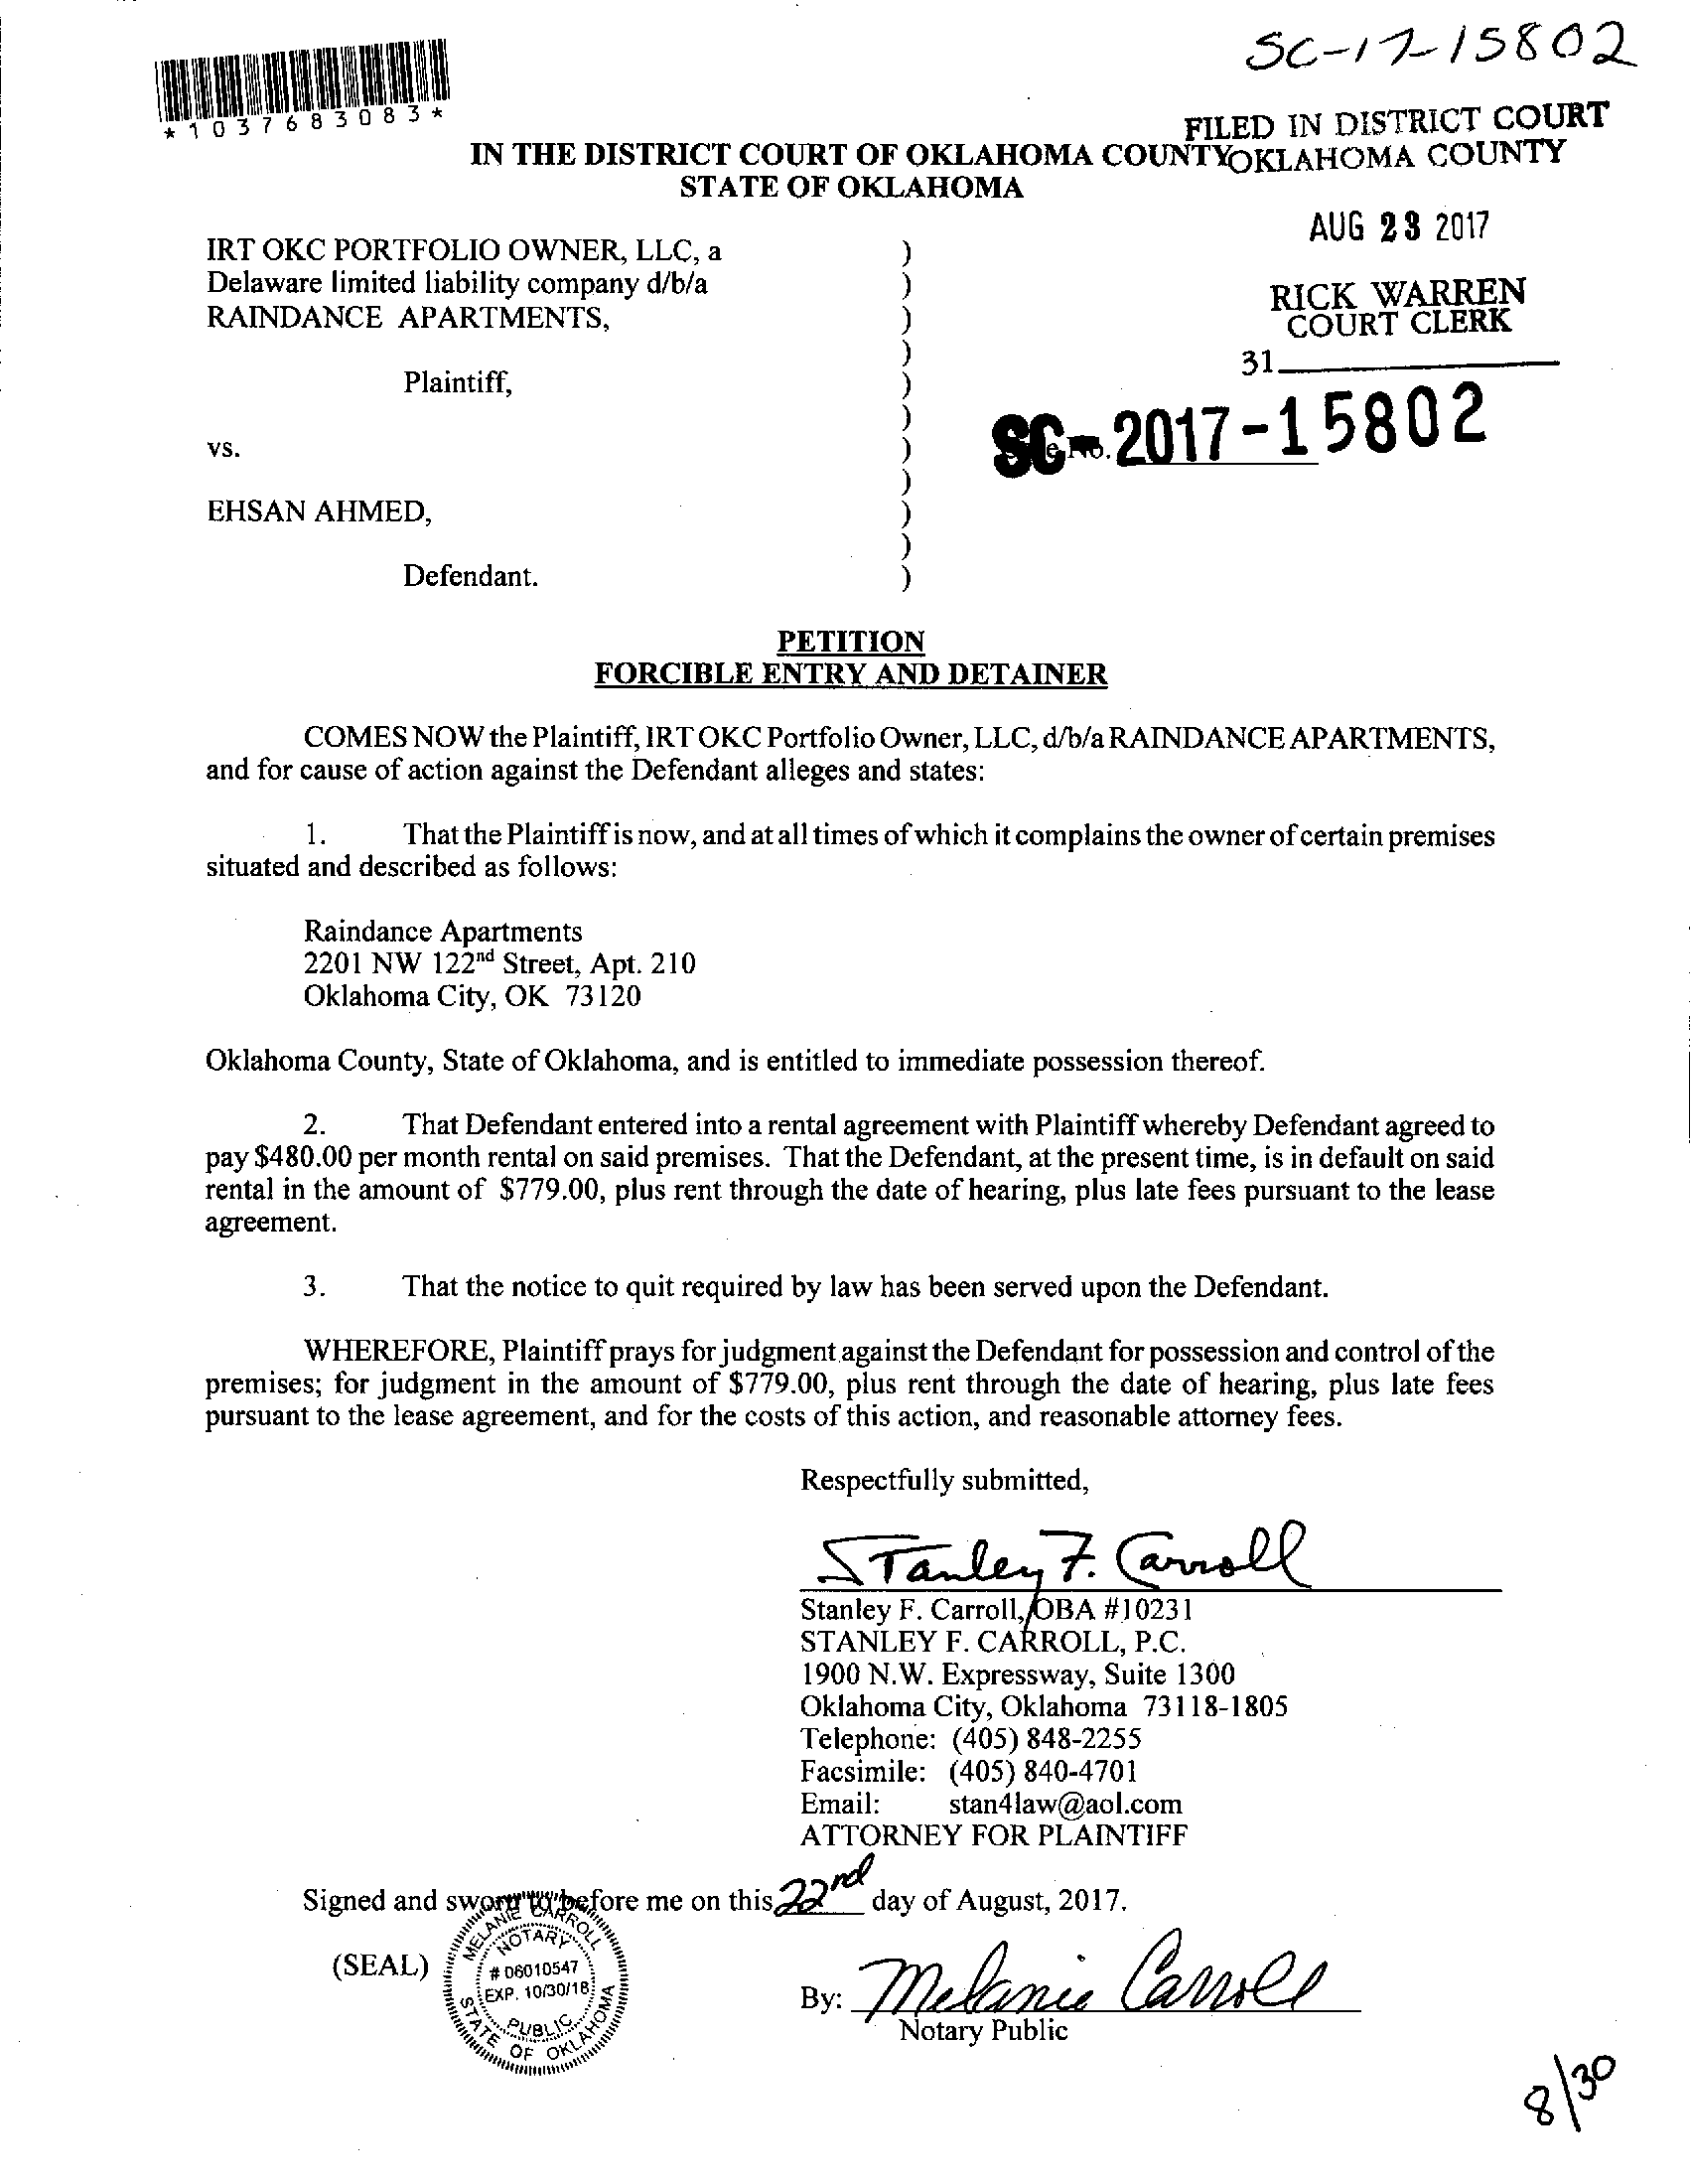 SC-17-15802
*1037683083*
FILED IN DISTRICT COURT
OKLAHOMA COUNTY
IN THE DISTRICT COURT OF OKLAHOMA COUNTY
STATE OF OKLAHOMA
AUG 23 2017
RICK WARREN
COURT CLERK
31
IRT OKC PORTFOLIO OWNER, LLC, a )
Delaware limited liability company d/b/a )
RAINDANCE APARTMENTS, )
)
Plaintiff, )
)
vs. )
)
EHSAN AHMED, )
)
Defendant. )
SC-2017-15802
PETITION
FORCIBLE ENTRY AND DETAINER
COMES NOW the Plaintiff, IRT OKC Portfolio Owner, LLC, d/b/a RAINDANCE APARTMENTS,
and for cause of action against the Defendant alleges and states:
1. That the Plaintiff is now, and at all times of which it complains the owner of certain premises
situated and described as follows:
Raindance Apartments
2201 NW 122nd Street, Apt. 210
Oklahoma City, OK 73120
Oklahoma County, State of Oklahoma, and is entitled to immediate possession thereof.
2. That Defendant entered into a rental agreement with Plaintiff whereby Defendant agreed to
pay $480.00 per month rental on said premises. That the Defendant, at the present time, is in default on said
rental in the amount of $779.00, plus rent through the date of hearing, plus late fees pursuant to the lease
agreement.
3. That the notice to quit required by law has been served upon the Defendant.
WHEREFORE, Plaintiff prays for judgment against the Defendant for possession and control of the
premises; for judgment in the amount of $779.00, plus rent through the date of hearing, plus late fees
pursuant to the lease agreement, and for the costs of this action, and reasonable attorney fees.
Respectfully submitted,
Stanley F. Carroll
Stanley F. Carroll, OBA #10231
STANLEY F. CARROLL, P.C.
1900 N.W. Expressway, Suite 1300
Oklahoma City, Oklahoma 73118-1805
Telephone: (405) 848-2255
Facsimile: (405) 840-4701
Email: stan4law@aol.com
ATTORNEY FOR PLAINTIFF
Signed and sworn to before me on this 22nd day of August, 2017.
(SEAL)
MELANIE CARROLL
NOTARY
# 06010547
EXP. 10/30/18
PUBLIC
STATE OF OKLAHOMA
By: Melanie Carroll
Notary Public
8/30